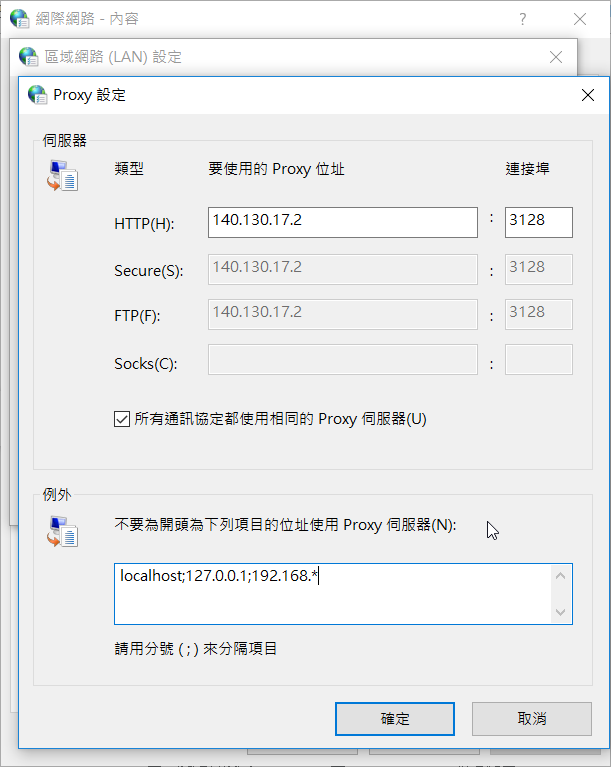 網際網路 - 內容
區域網路 (LAN) 設定
Proxy 設定
伺服器
類型 要使用的 Proxy 位址 連接埠
HTTP(H): 140.130.17.2 : 3128
Secure(S): 140.130.17.2 : 3128
FTP(F): 140.130.17.2 : 3128
Socks(C): :
所有通訊協定都使用相同的 Proxy 伺服器(U)
例外
不要為開頭為下列項目的位址使用 Proxy 伺服器(N):
localhost;127.0.0.1;192.168.*
請用分號 ( ; ) 來分隔項目
確定 取消